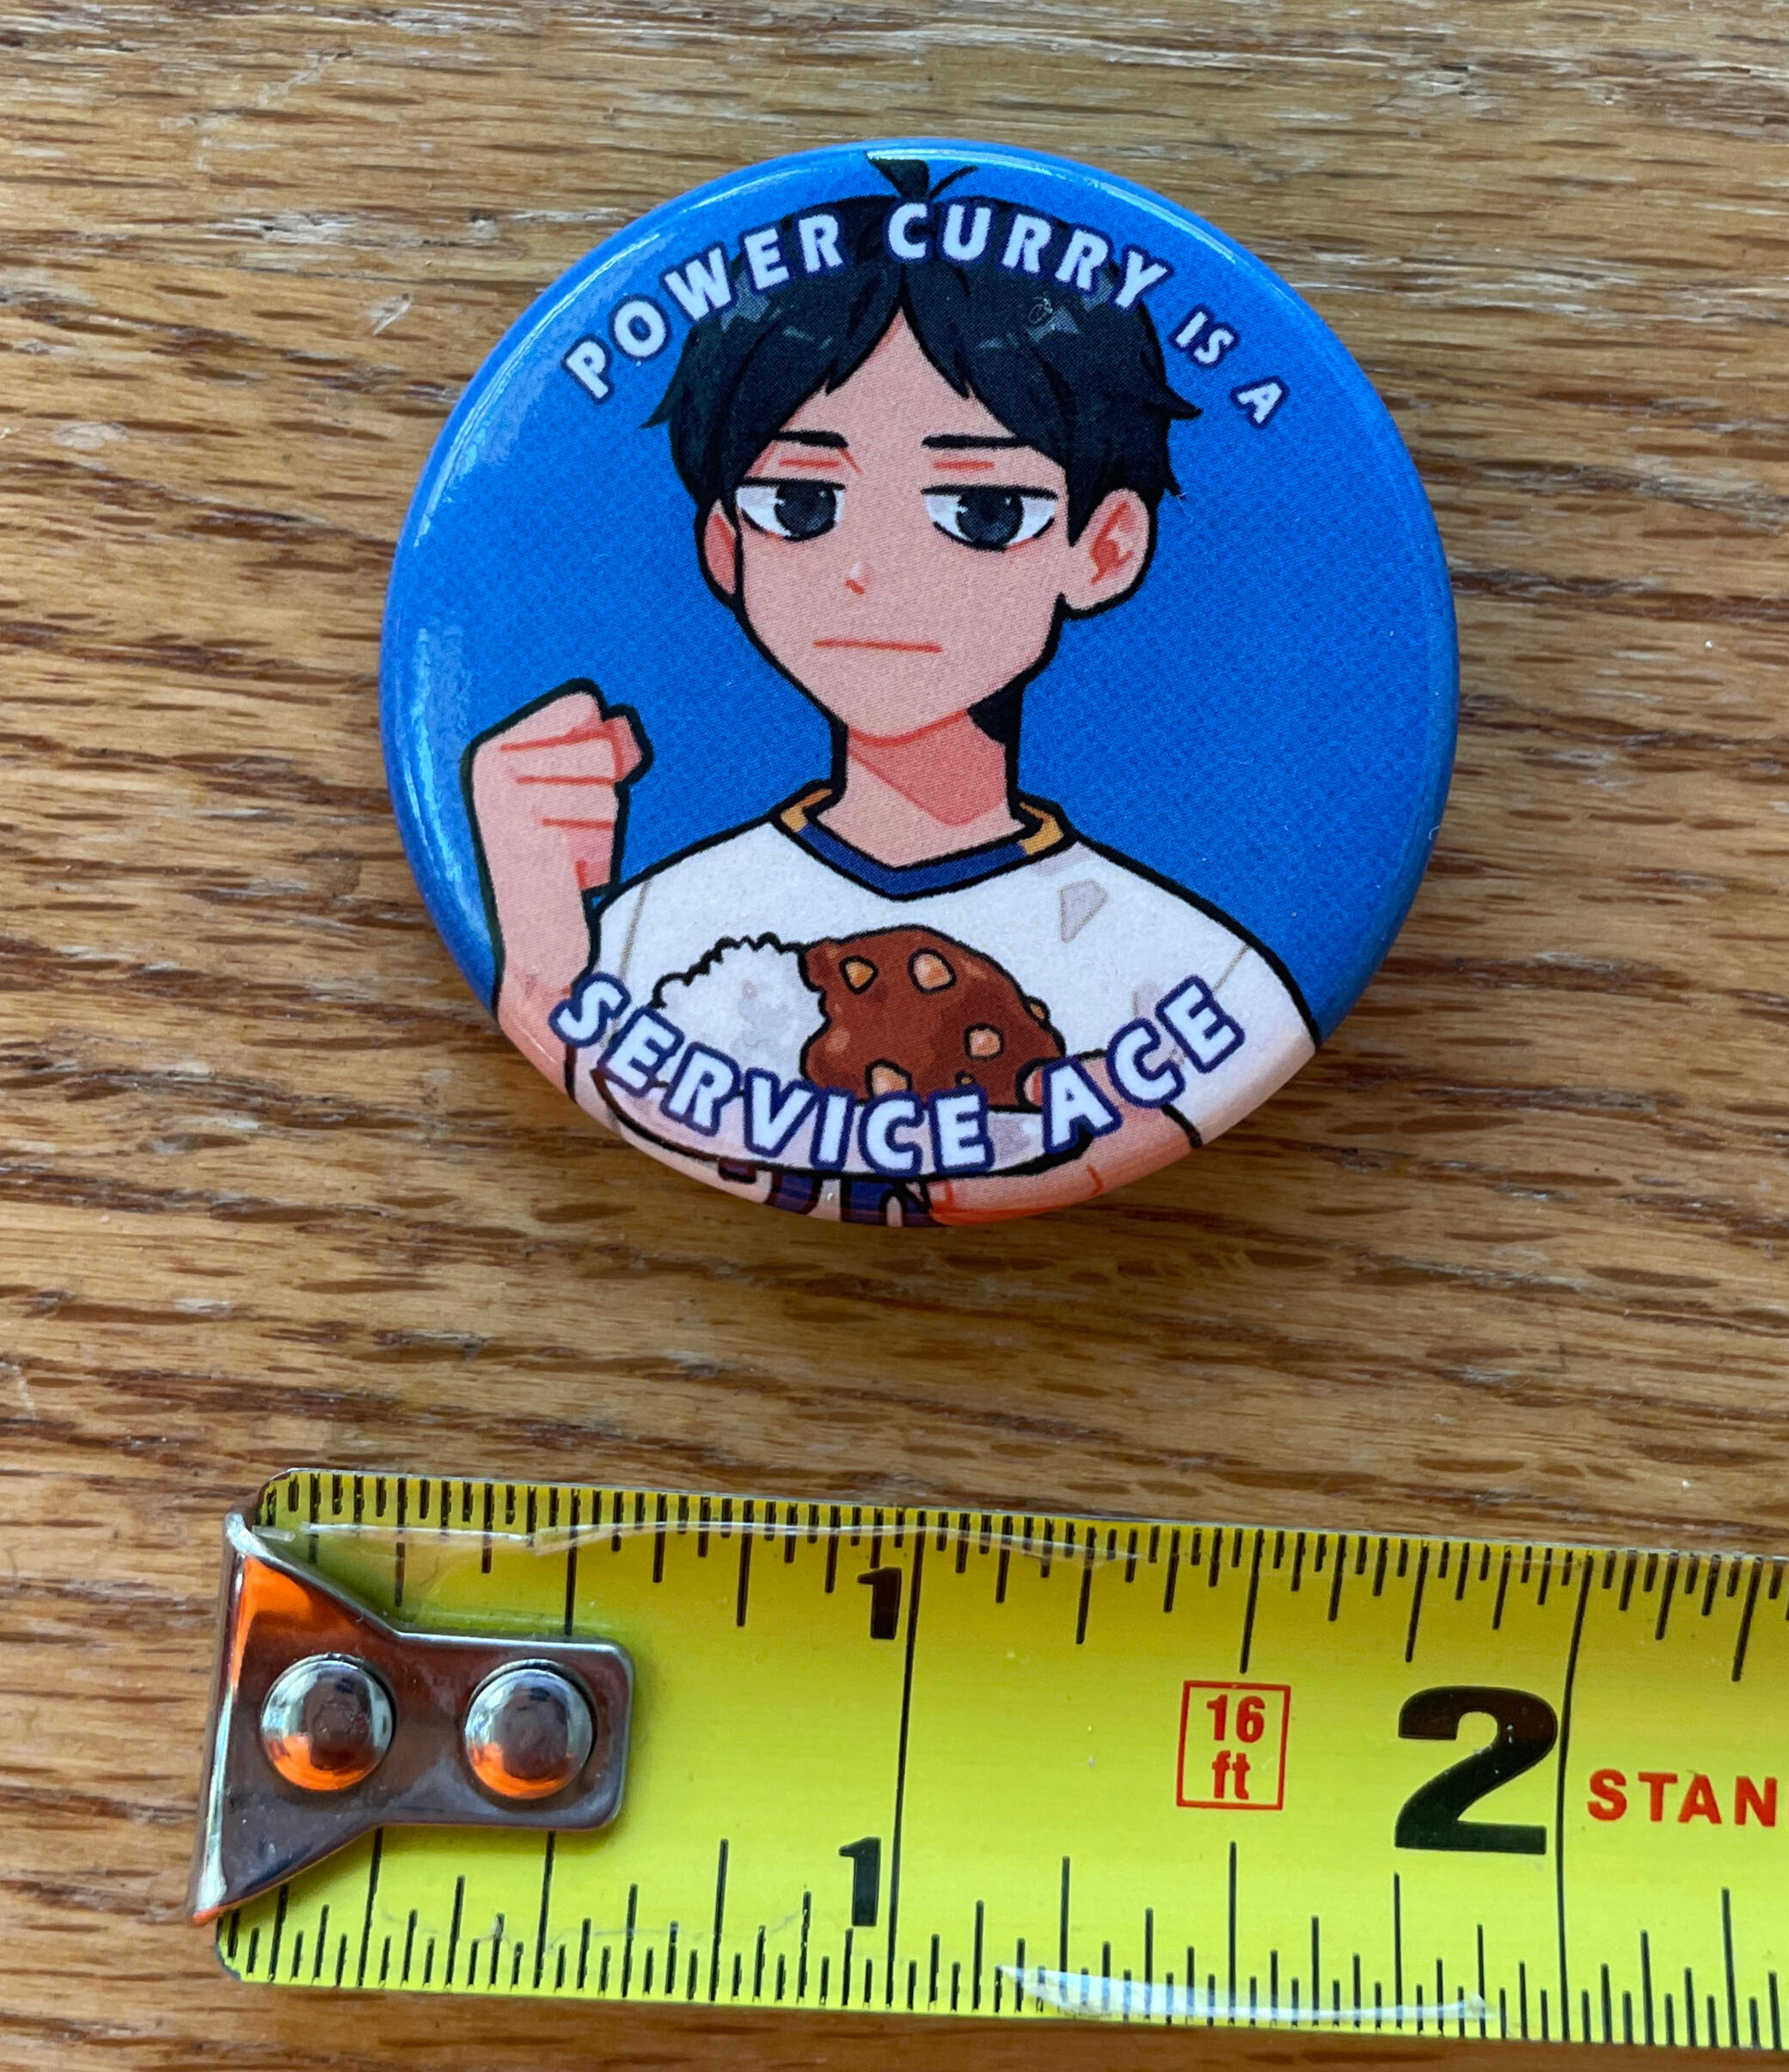 POWER CURRY IS A
SERVICE ACE
1
16
ft
2
STAN
1